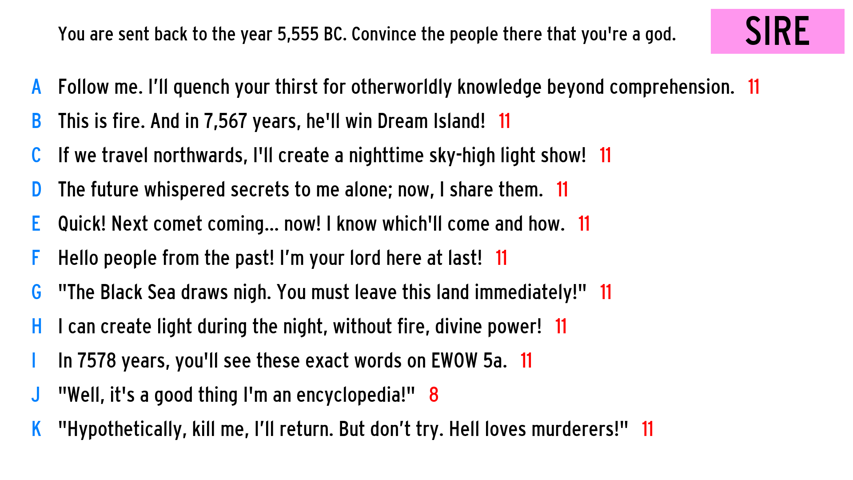 You are sent back to the year 5,555 BC. Convince the people there that you're a god.
SIRE
A Follow me. I’ll quench your thirst for otherworldly knowledge beyond comprehension. 11
B This is fire. And in 7,567 years, he'll win Dream Island! 11
C If we travel northwards, I'll create a nighttime sky-high light show! 11
D The future whispered secrets to me alone; now, I share them. 11
E Quick! Next comet coming... now! I know which'll come and how. 11
F Hello people from the past! I’m your lord here at last! 11
G "The Black Sea draws nigh. You must leave this land immediately!" 11
H I can create light during the night, without fire, divine power! 11
I In 7578 years, you'll see these exact words on EWOW 5a. 11
J "Well, it's a good thing I'm an encyclopedia!" 8
K "Hypothetically, kill me, I’ll return. But don’t try. Hell loves murderers!" 11